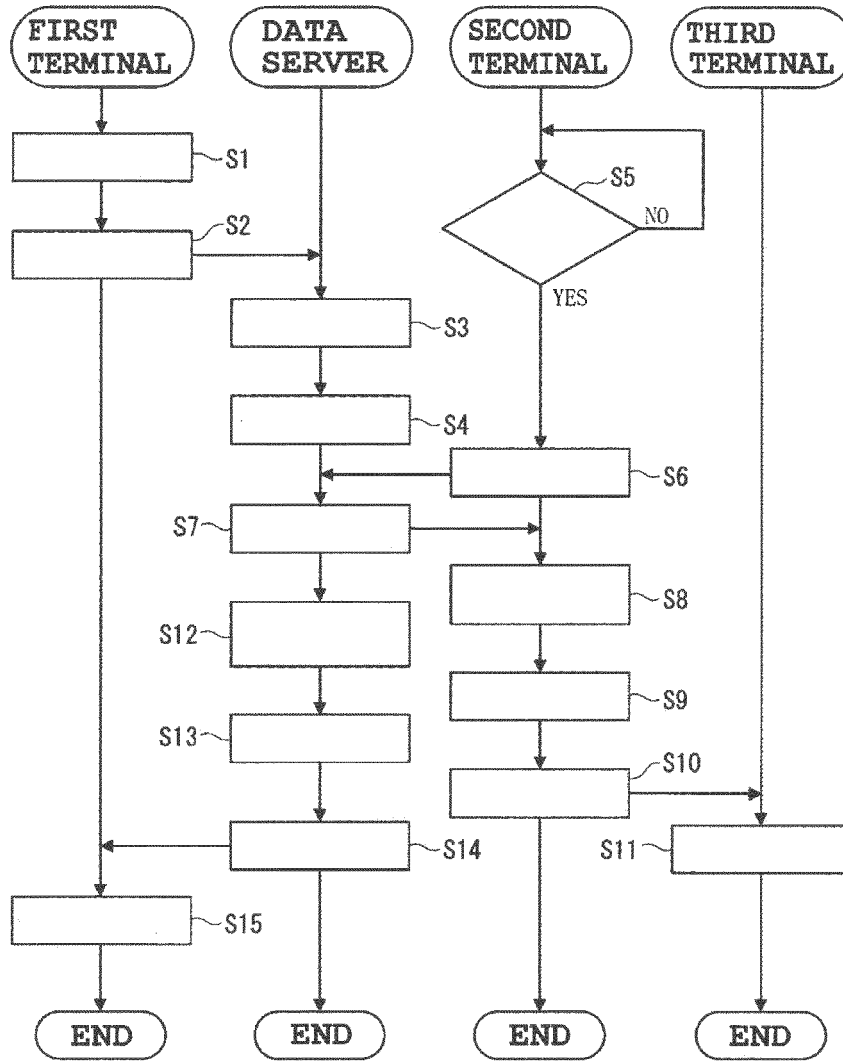 FIRST
TERMINAL
DATA
SERVER
SECOND
TERMINAL
THIRD
TERMINAL
S1
S2
S5
NO
YES
S3
S4
S6
S7
S8
S12
S9
S13
S10
S14
S11
S15
END
END
END
END